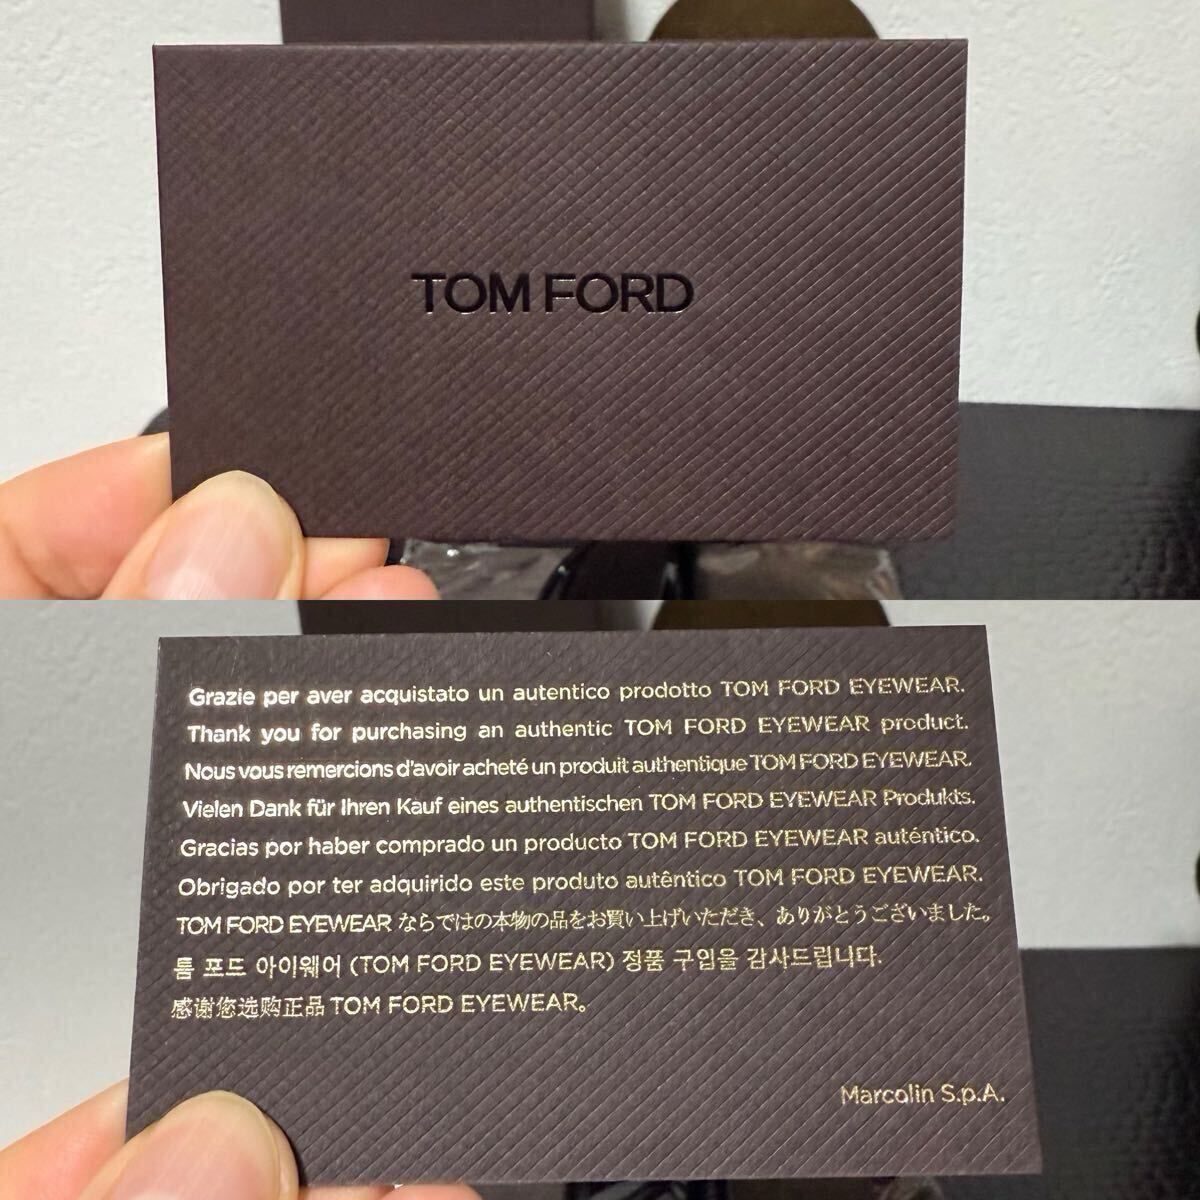 TOM FORD
Grazie per aver acquistato un autentico prodotto TOM FORD EYEWEAR.
Thank you for purchasing an authentic TOM FORD EYEWEAR product.
Nous vous remercions d'avoir acheté un produit authentique TOM FORD EYEWEAR.
Vielen Dank für Ihren Kauf eines authentischen TOM FORD EYEWEAR Produkts.
Gracias por haber comprado un producto TOM FORD EYEWEAR auténtico.
Obrigado por ter adquirido este produto autêntico TOM FORD EYEWEAR.
TOM FORD EYEWEAR ならではの本物の品をお買い上げいただき、ありがとうございました。
톰 포드 아이웨어 (TOM FORD EYEWEAR) 정품 구입을 감사드립니다.
感谢您选购正品 TOM FORD EYEWEAR。
Marcolin S.p.A.